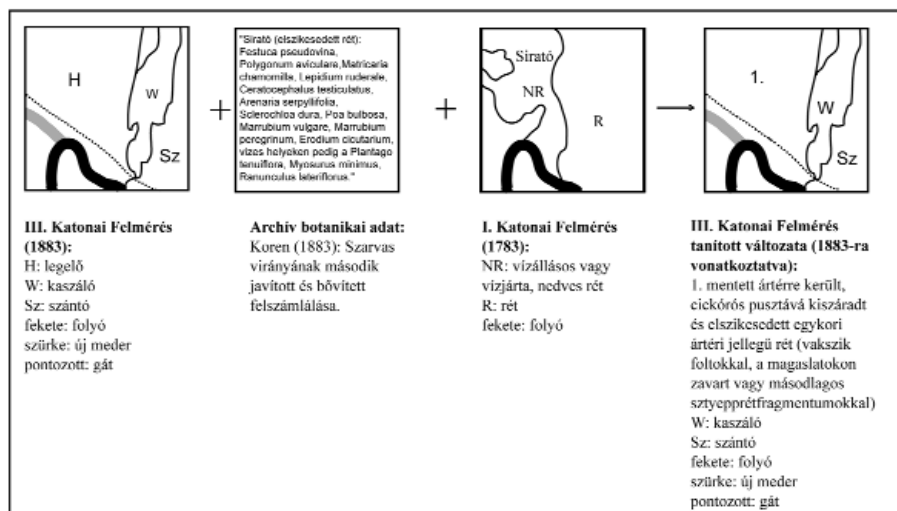 H
W
Sz
+
"Sirató (elszikesedett rét):
Festuca pseudovina,
Polygonum aviculare,Matricaria
chamomilla, Lepidium ruderale,
Ceratocephalus testiculatus,
Arenaria serpyllifolia,
Sclerochloa dura, Poa bulbosa,
Marrubium vulgare, Marrubium
peregrinum, Erodium cicutarium,
vizes helyeken pedig a Plantago
tenuiflora, Myosurus minimus,
Ranunculus lateriflorus."
+
Sirató
NR
R
1.
W
Sz
III. Katonai Felmérés
(1883):
H: legelő
W: kaszáló
Sz: szántó
fekete: folyó
szürke: új meder
pontozott: gát
Archív botanikai adat:
Koren (1883): Szarvas
virányának második
javított és bővített
felszámlálása.
I. Katonai Felmérés
(1783):
NR: vízállásos vagy
vízjárta, nedves rét
R: rét
fekete: folyó
III. Katonai Felmérés
tanított változata (1883-ra
vonatkoztatva):
1. mentett ártérre került,
cickórós pusztává kiszáradt
és elszikesedett egykori
ártéri jellegű rét (vakszik
foltokkal, a magaslatokon
zavart vagy másodlagos
sztyepprétfragmentumokkal)
W: kaszáló
Sz: szántó
fekete: folyó
szürke: új meder
pontozott: gát